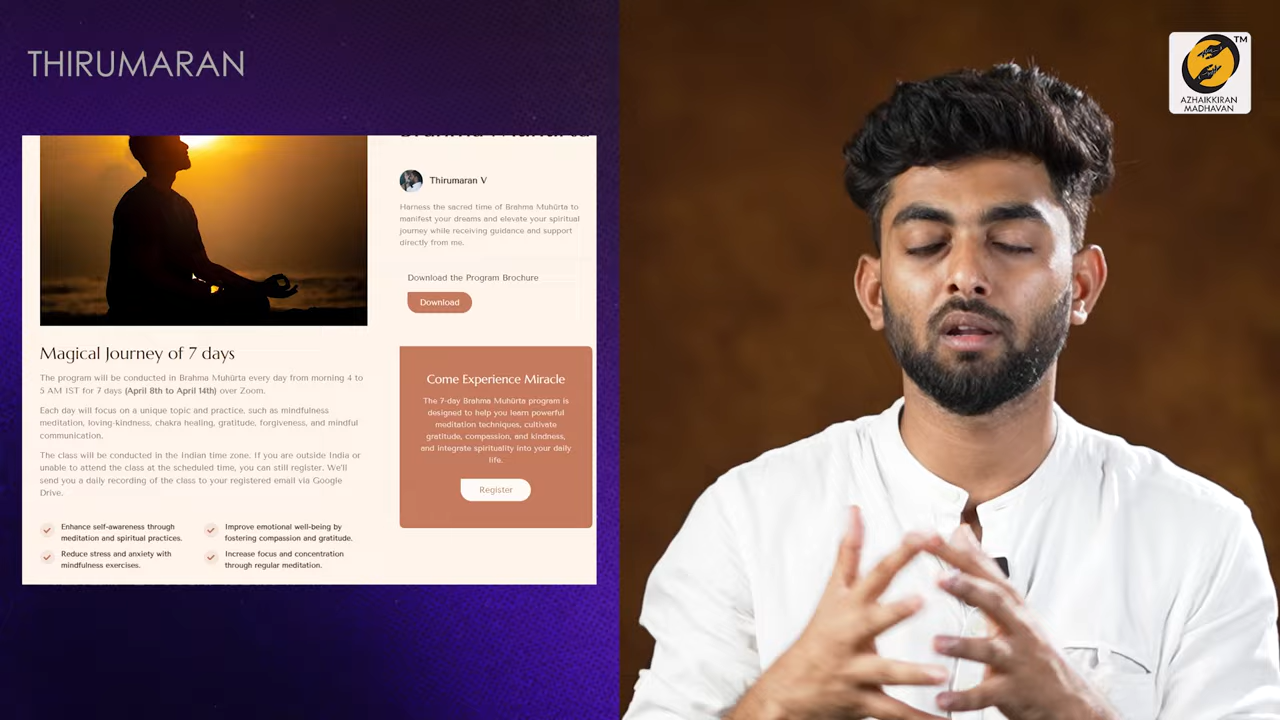 THIRUMARAN
Thirumaran V
Harness the sacred time of Brahma Muhūrta to
manifest your dreams and elevate your spiritual
journey while receiving guidance and support
directly from me.
Download the Program Brochure
Download
Magical Journey of 7 days
The program will be conducted in Brahma Muhūrta every day from morning 4 to
5 AM IST for 7 days (April 8th to April 14th) over Zoom.
Each day will focus on a unique topic and practice, such as mindfulness
meditation, loving-kindness, chakra healing, gratitude, forgiveness, and mindful
communication.
The class will be conducted in the Indian time zone. If you are outside India or
unable to attend the class at the scheduled time, you can still register. We'll
send you a daily recording of the class to your registered email via Google
Drive.
Enhance self-awareness through
meditation and spiritual practices.
Improve emotional well-being by
fostering compassion and gratitude.
Reduce stress and anxiety with
mindfulness exercises.
Increase focus and concentration
through regular meditation.
Come Experience Miracle
The 7-day Brahma Muhūrta program is
designed to help you learn powerful
meditation techniques, cultivate
gratitude, compassion, and kindness,
and integrate spirituality into your daily
life.
Register
TM
AZHAIKKIRAN
MADHAVAN